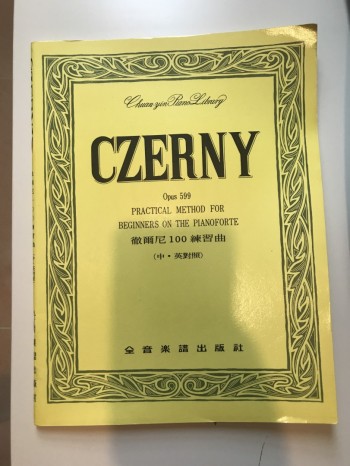 Chuan yin Piano Library
CZERNY
Opus 599
PRACTICAL METHOD FOR
BEGINNERS ON THE PIANOFORTE
徹爾尼100練習曲
(中・英對照)
全音樂譜出版社